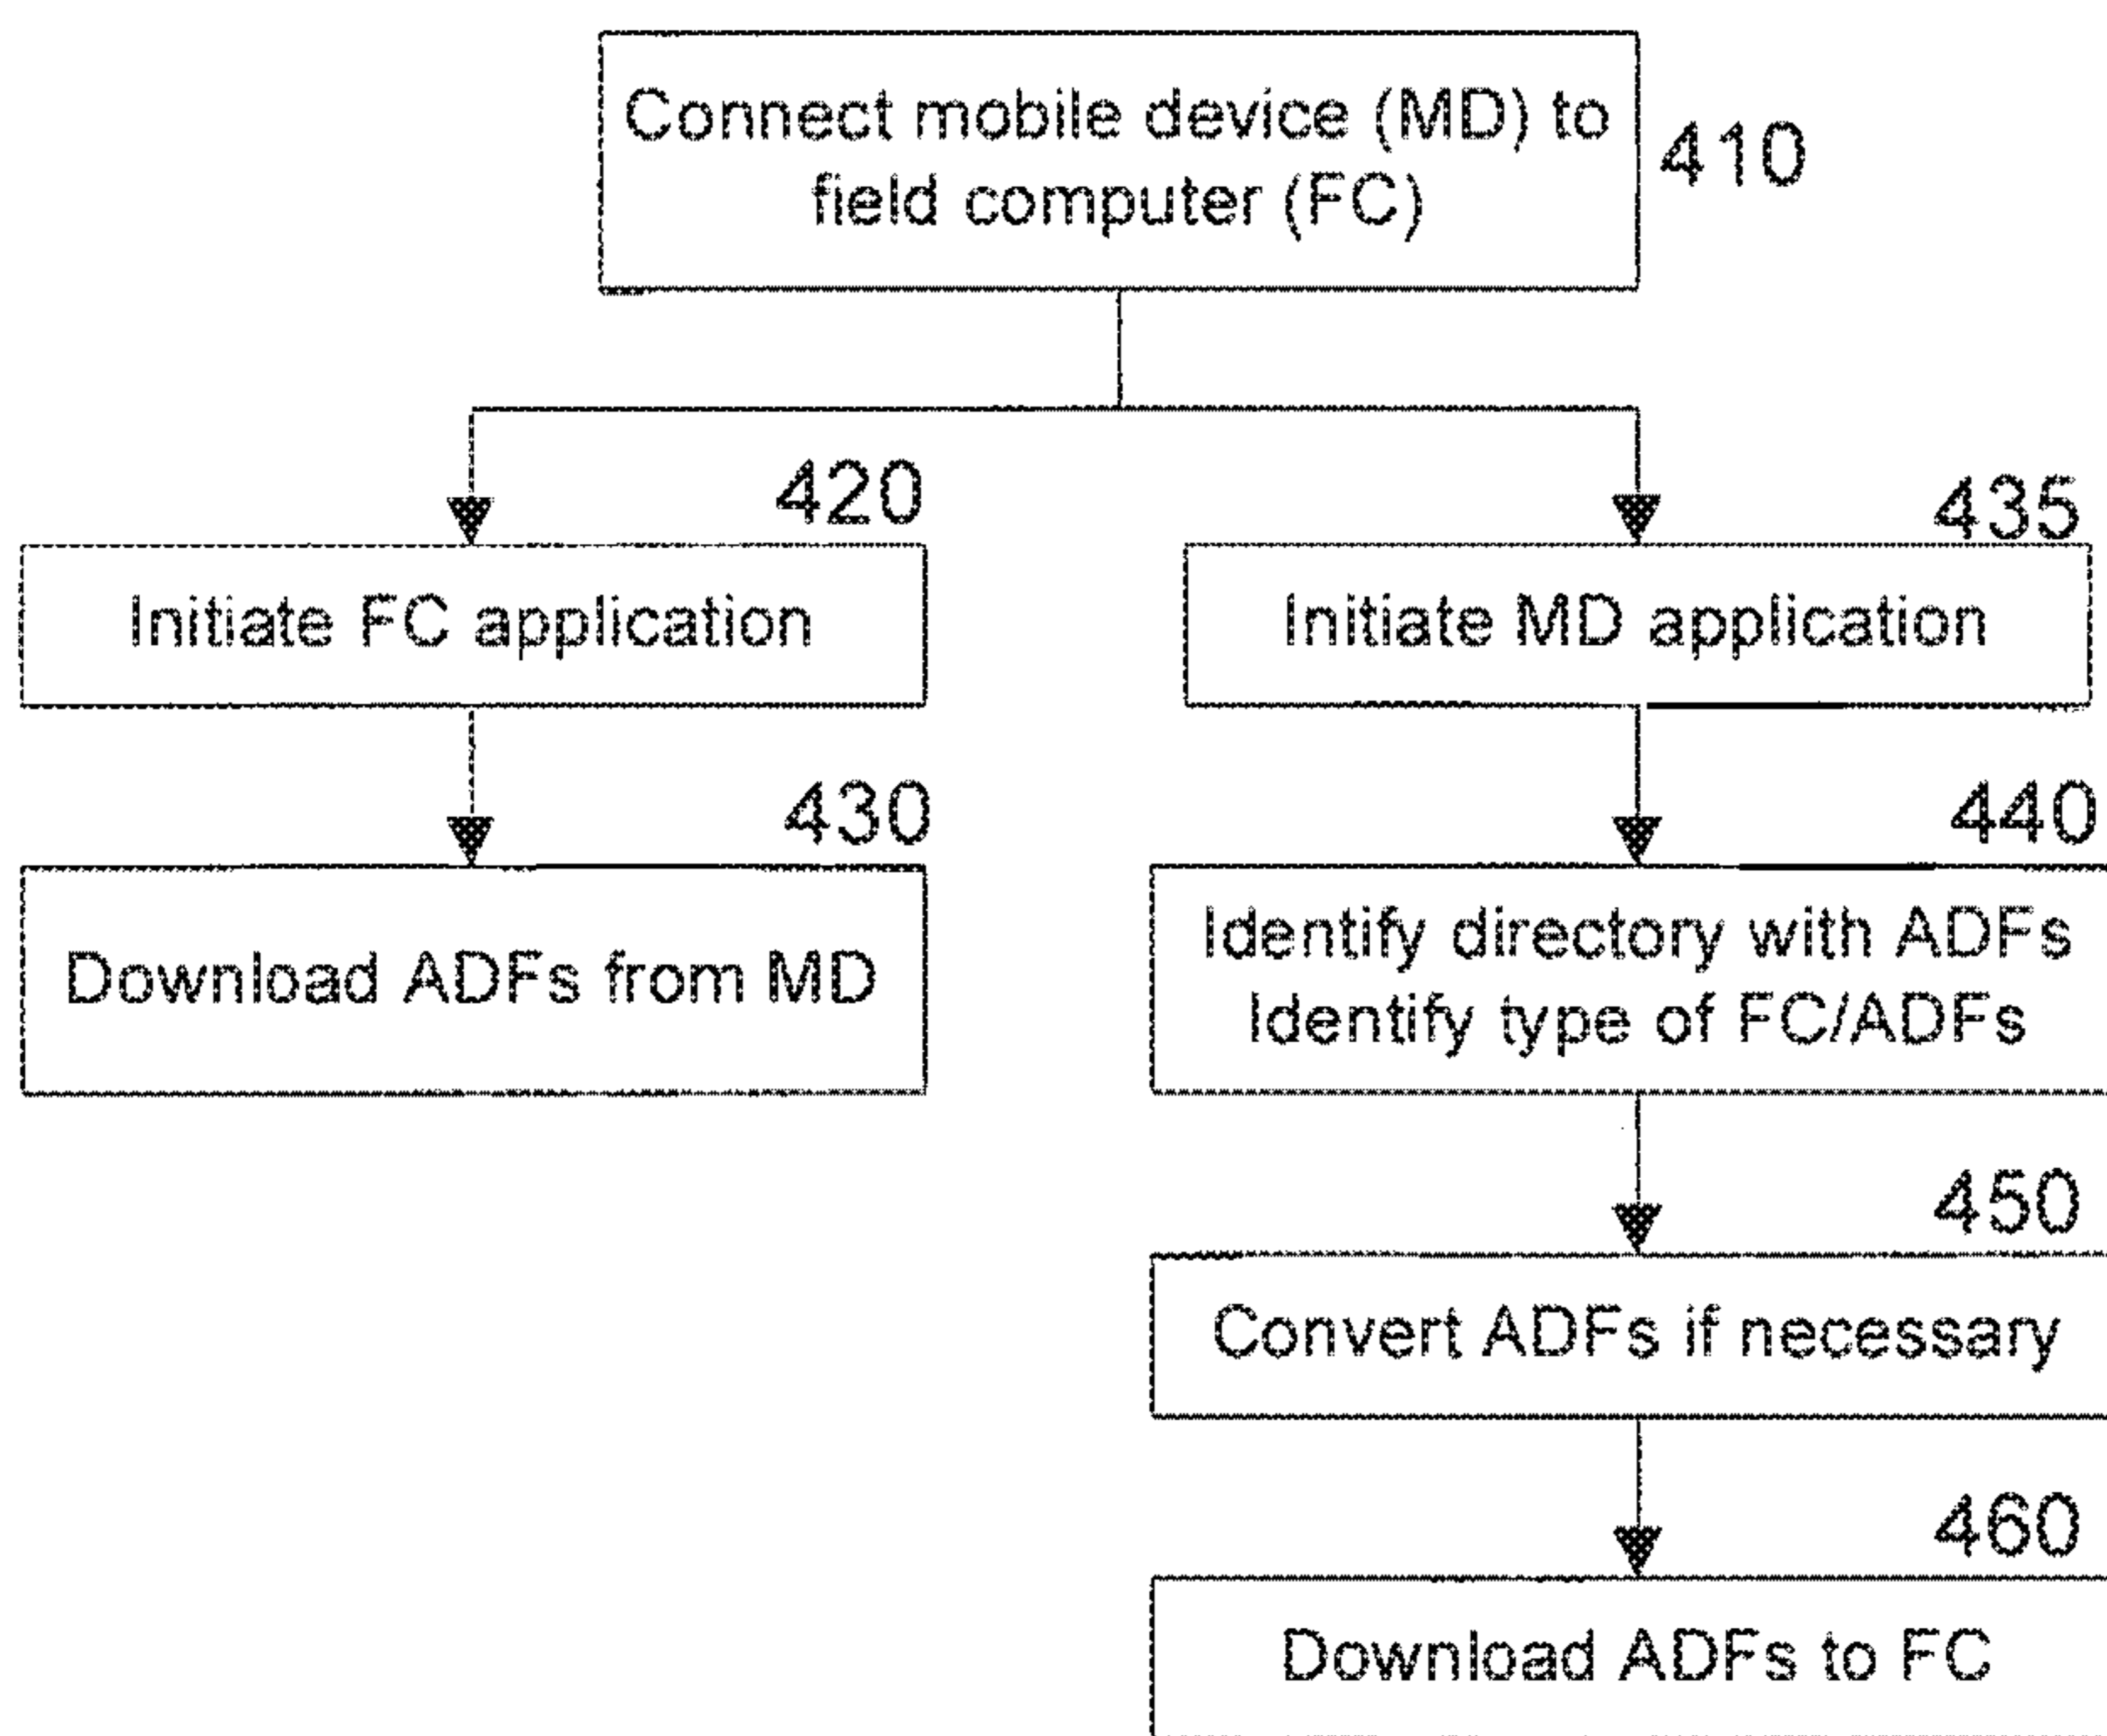 Connect mobile device (MD) to
field computer (FC)
410
420
Initiate FC application
430
Download ADFs from MD
435
Initiate MD application
440
Identify directory with ADFs
Identify type of FC/ADFs
450
Convert ADFs if necessary
460
Download ADFs to FC